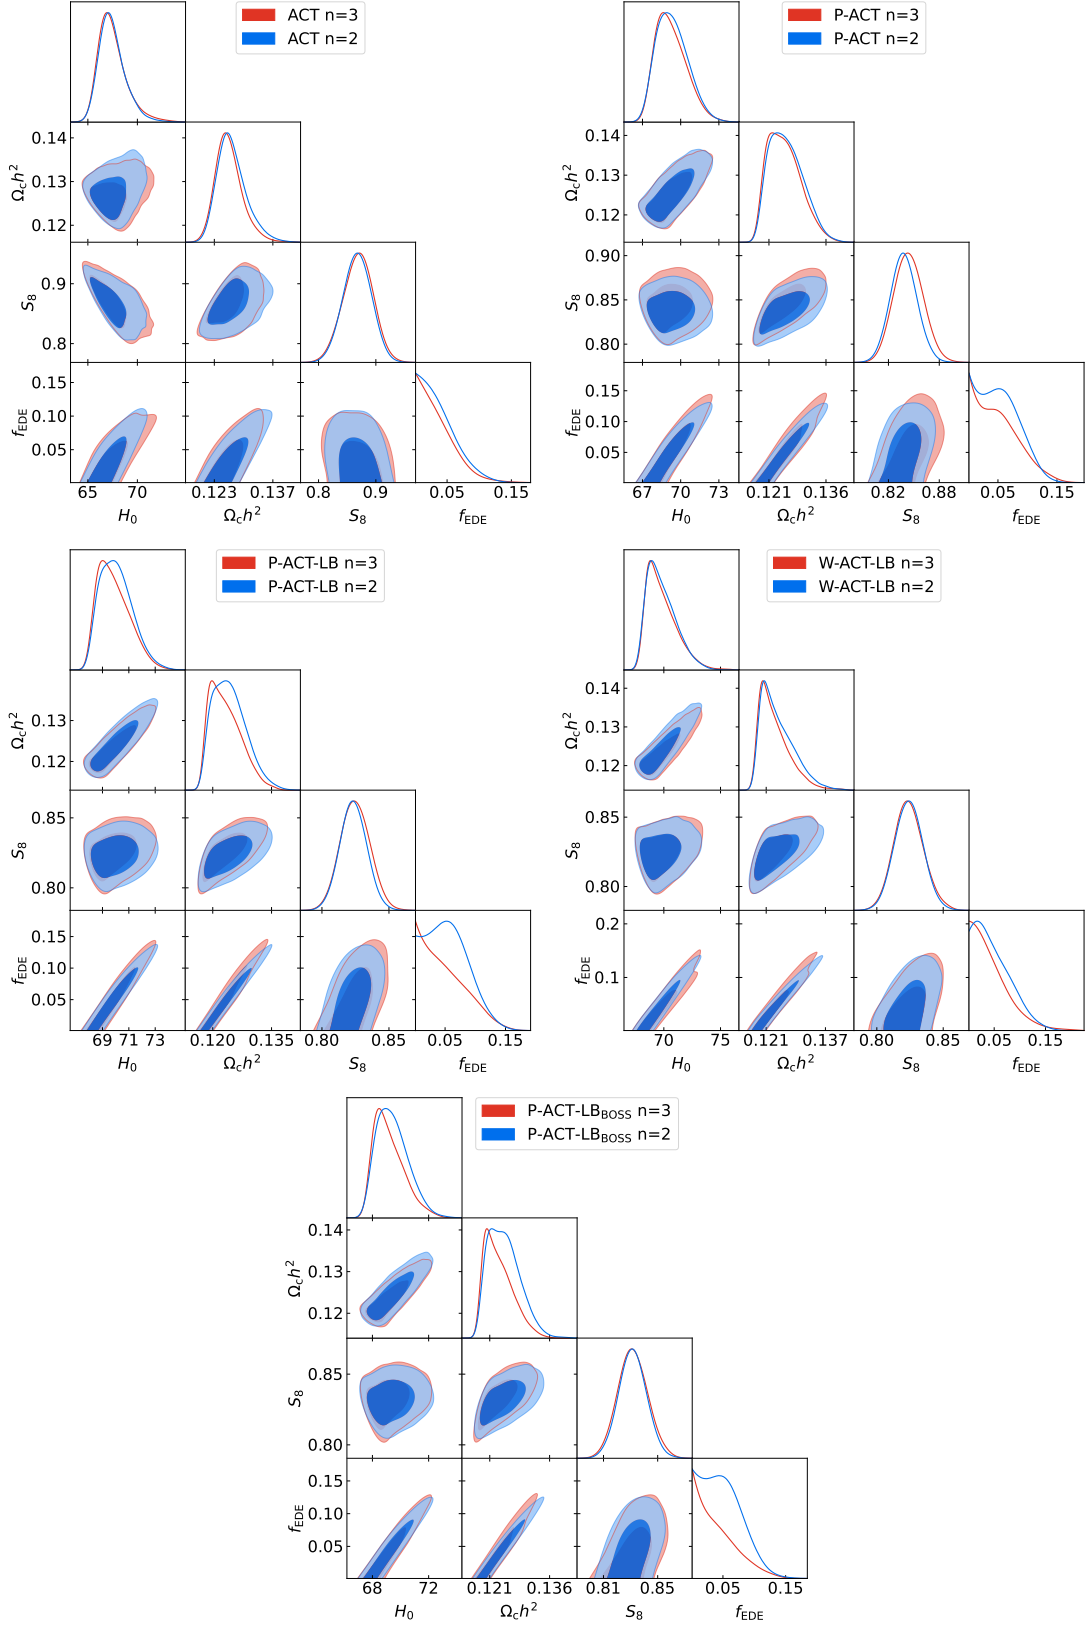 ACT n=3
ACT n=2
0.14
0.13
0.12
Ωch²
0.9
0.8
S8
0.15
0.10
0.05
fEDE
65 70
H0
0.123 0.137
Ωch²
0.8 0.9
S8
0.05 0.15
fEDE
P-ACT n=3
P-ACT n=2
0.14
0.13
0.12
Ωch²
0.90
0.85
0.80
S8
0.15
0.10
0.05
fEDE
67 70 73
H0
0.121 0.136
Ωch²
0.82 0.88
S8
0.05 0.15
fEDE
P-ACT-LB n=3
P-ACT-LB n=2
0.13
0.12
Ωch²
0.85
0.80
S8
0.15
0.10
0.05
fEDE
69 71 73
H0
0.120 0.135
Ωch²
0.80 0.85
S8
0.05 0.15
fEDE
W-ACT-LB n=3
W-ACT-LB n=2
0.14
0.13
0.12
Ωch²
0.85
0.80
S8
0.2
0.1
fEDE
70 75
H0
0.121 0.137
Ωch²
0.80 0.85
S8
0.05 0.15
fEDE
P-ACT-LBBOSS n=3
P-ACT-LBBOSS n=2
0.14
0.13
0.12
Ωch²
0.85
0.80
S8
0.15
0.10
0.05
fEDE
68 72
H0
0.121 0.136
Ωch²
0.81 0.85
S8
0.05 0.15
fEDE